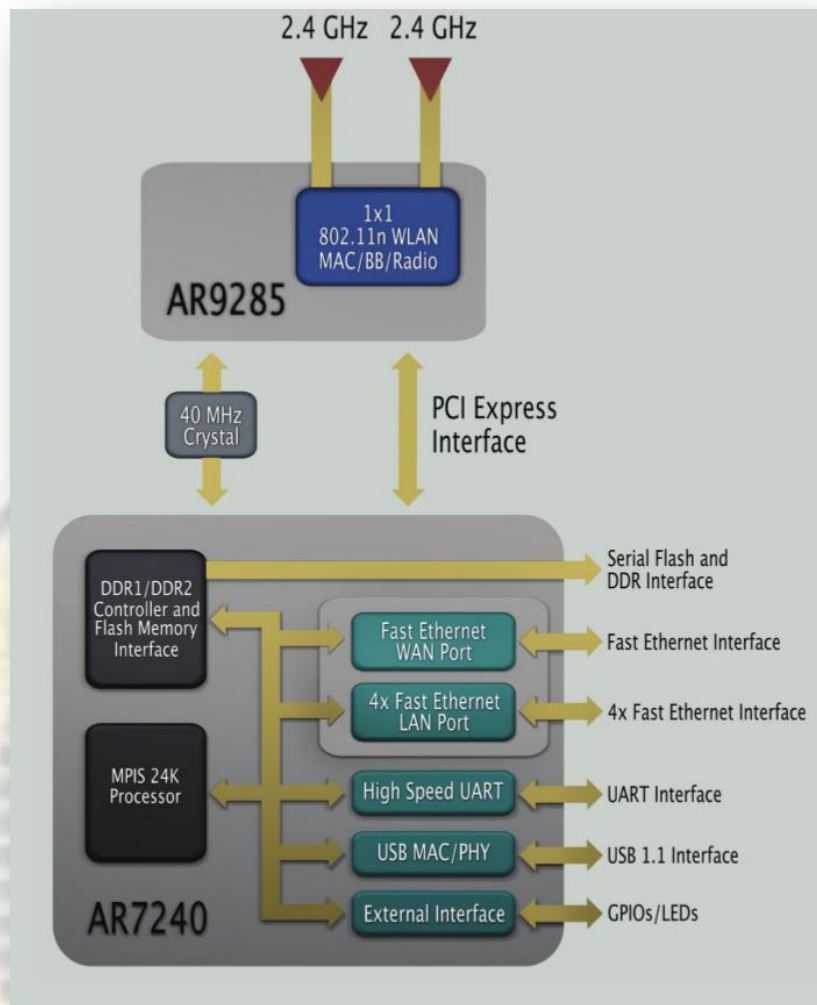 2.4 GHz 2.4 GHz
1x1
802.11n WLAN
MAC/BB/Radio
AR9285
40 MHz
Crystal
PCI Express
Interface
DDR1/DDR2
Controller and
Flash Memory
Interface
Serial Flash and
DDR Interface
Fast Ethernet
WAN Port
Fast Ethernet Interface
4x Fast Ethernet
LAN Port
4x Fast Ethernet Interface
MPIS 24K
Processor
High Speed UART
UART Interface
USB MAC/PHY
USB 1.1 Interface
External Interface
GPIOs/LEDs
AR7240